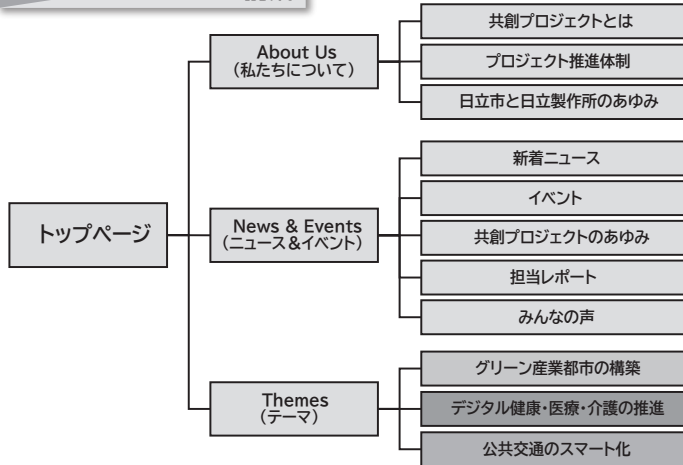 トップページ
About Us
(私たちについて)
共創プロジェクトとは
プロジェクト推進体制
日立市と日立製作所のあゆみ
News & Events
(ニュース&イベント)
新着ニュース
イベント
共創プロジェクトのあゆみ
担当レポート
みんなの声
Themes
(テーマ)
グリーン産業都市の構築
デジタル健康・医療・介護の推進
公共交通のスマート化